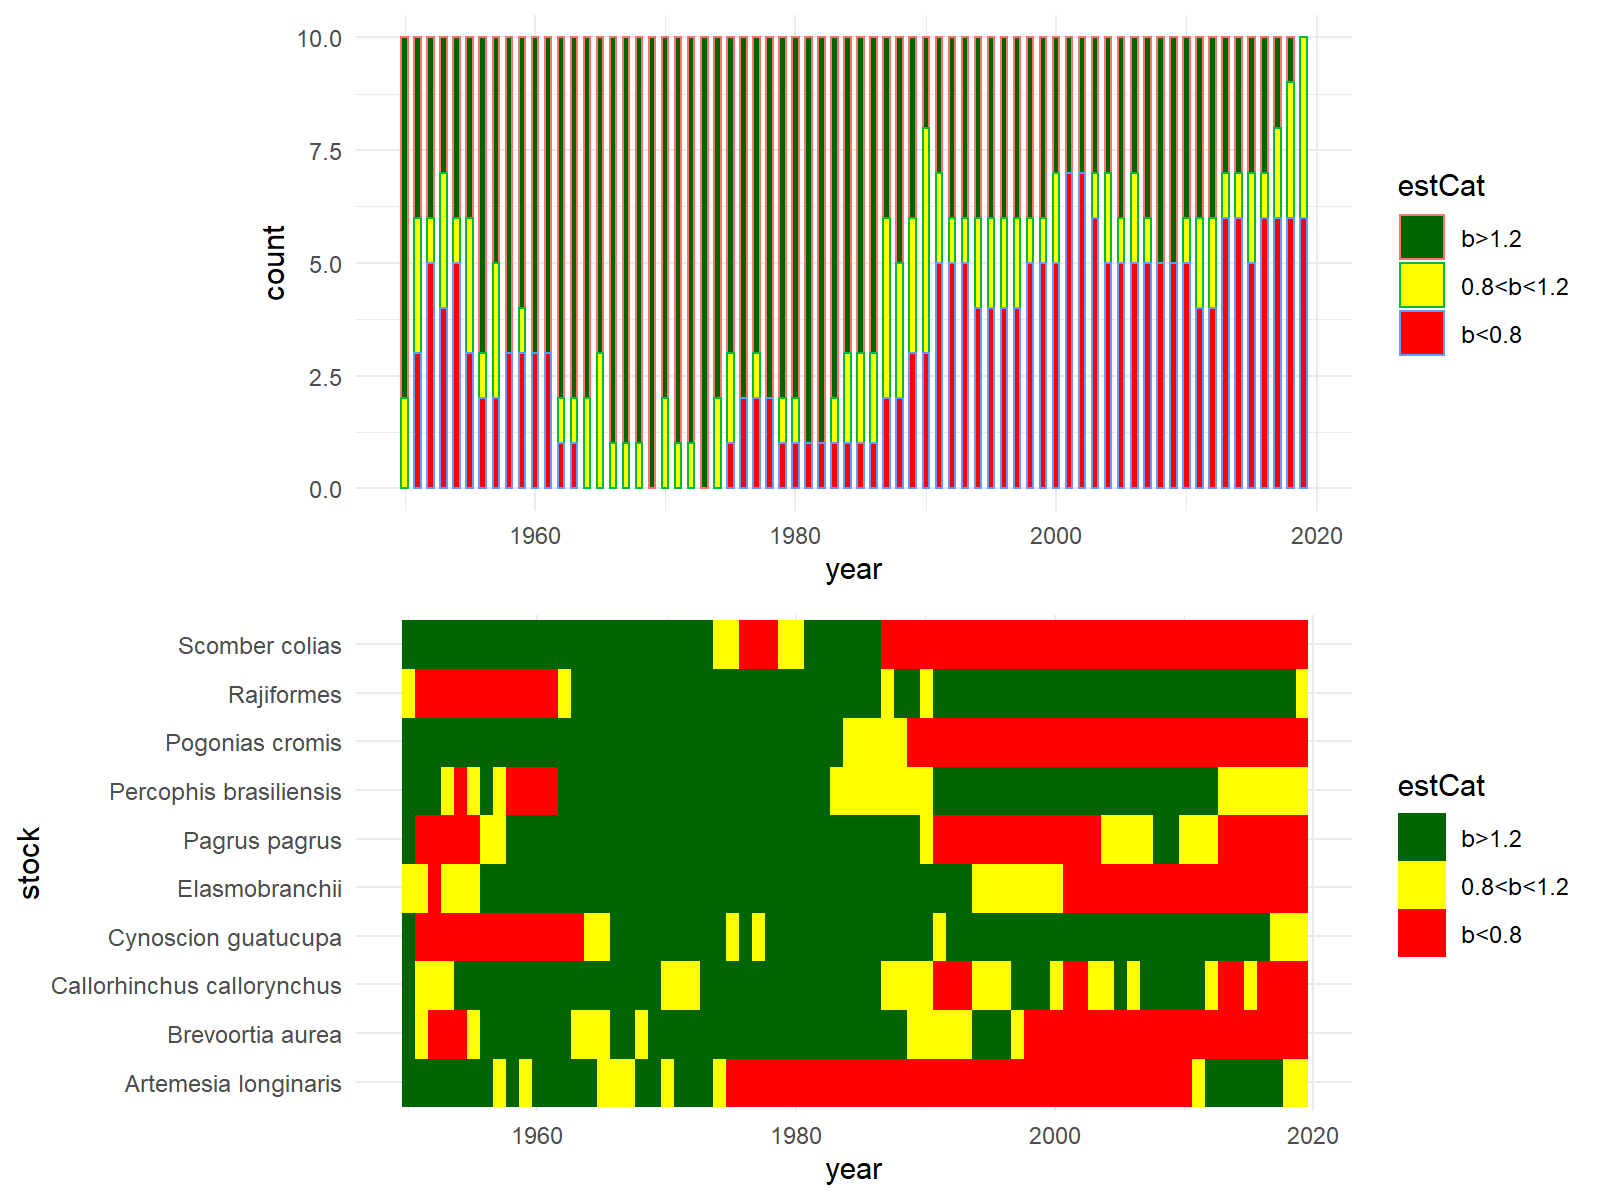 10.0
7.5
5.0
2.5
0.0
count
1960 1980 2000 2020
year
estCat
b>1.2
0.8<b<1.2
b<0.8
Scomber colias
Rajiformes
Pogonias cromis
Percophis brasiliensis
Pagrus pagrus
Elasmobranchii
Cynoscion guatucupa
Callorhinchus callorynchus
Brevoortia aurea
Artemesia longinaris
stock
1960 1980 2000 2020
year
estCat
b>1.2
0.8<b<1.2
b<0.8